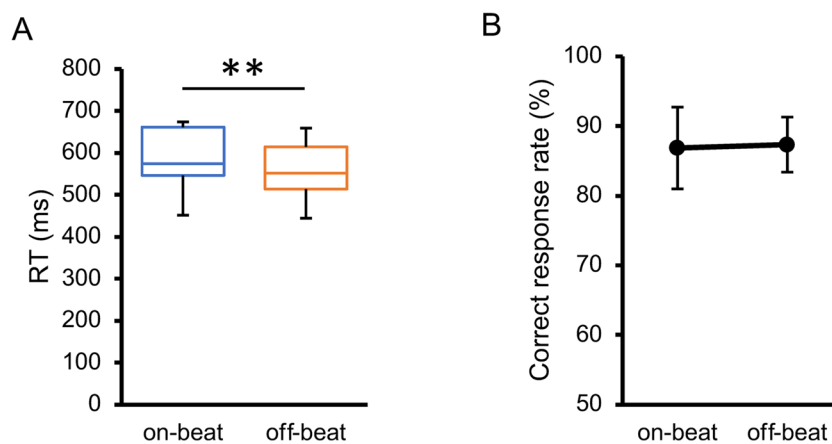 A
RT (ms)
800
700
600
500
400
300
200
100
0
**
on-beat
off-beat
B
Correct response rate (%)
100
90
80
70
60
50
on-beat
off-beat